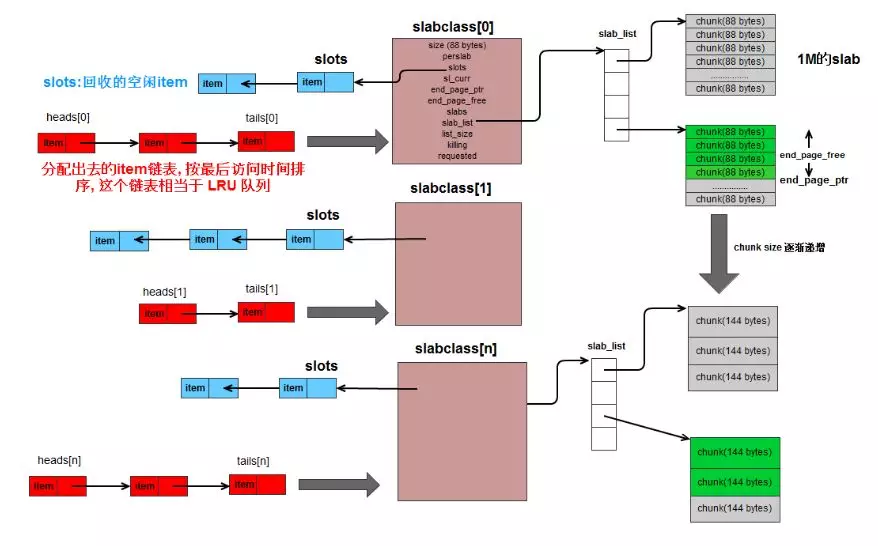 slabclass[0]
size (88 bytes)
perslab
slots
sl_curr
end_page_ptr
end_page_free
slabs
slab_list
list_size
killing
requested
slots
slots:回收的空闲item
item
item
heads[0]
tails[0]
item
item
item
分配出去的item链表,按最后访问时间排
序, 这个链表相当于 LRU 队列
slab_list
chunk(88 bytes)
chunk(88 bytes)
chunk(88 bytes)
chunk(88 bytes)
...............
chunk(88 bytes)
1M的slab
chunk(88 bytes)
chunk(88 bytes)
chunk(88 bytes)
chunk(88 bytes)
...............
chunk(88 bytes)
end_page_free
end_page_ptr
chunk size 逐渐递增
slabclass[1]
slots
item
item
item
heads[1]
tails[1]
item
item
slabclass[n]
slots
item
item
heads[n]
tails[n]
item
item
item
slab_list
chunk(144 bytes)
chunk(144 bytes)
chunk(144 bytes)
chunk(144 bytes)
chunk(144 bytes)
chunk(144 bytes)